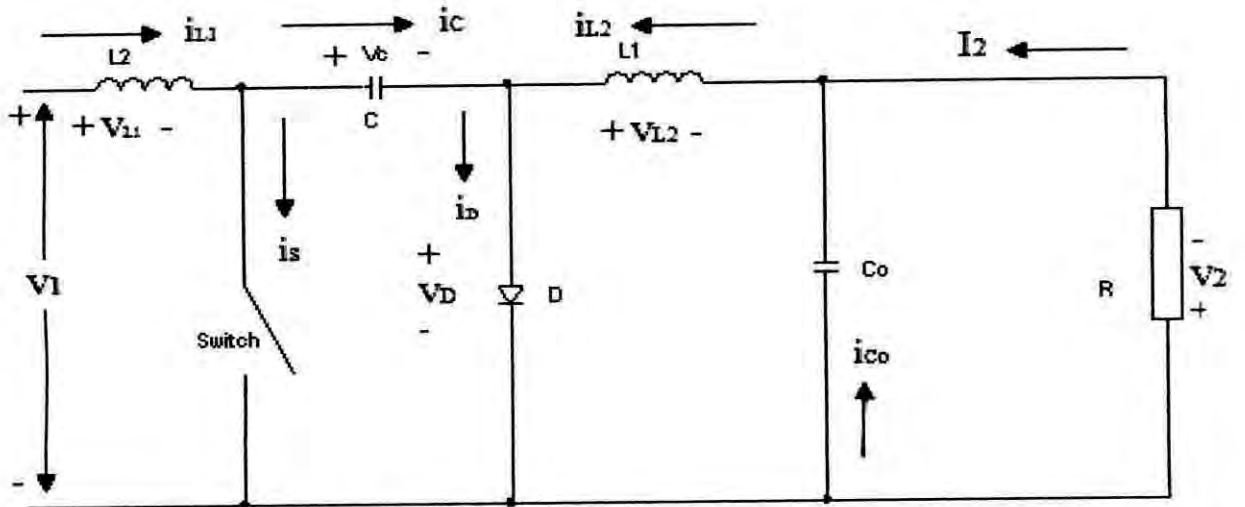 iL1 iC iL2 I2
L2 + Vc - L1
+ + VL1 - C + VL2 -
iD
iS + -
V1 VD D Co R V2
- +
Switch
iCo
-